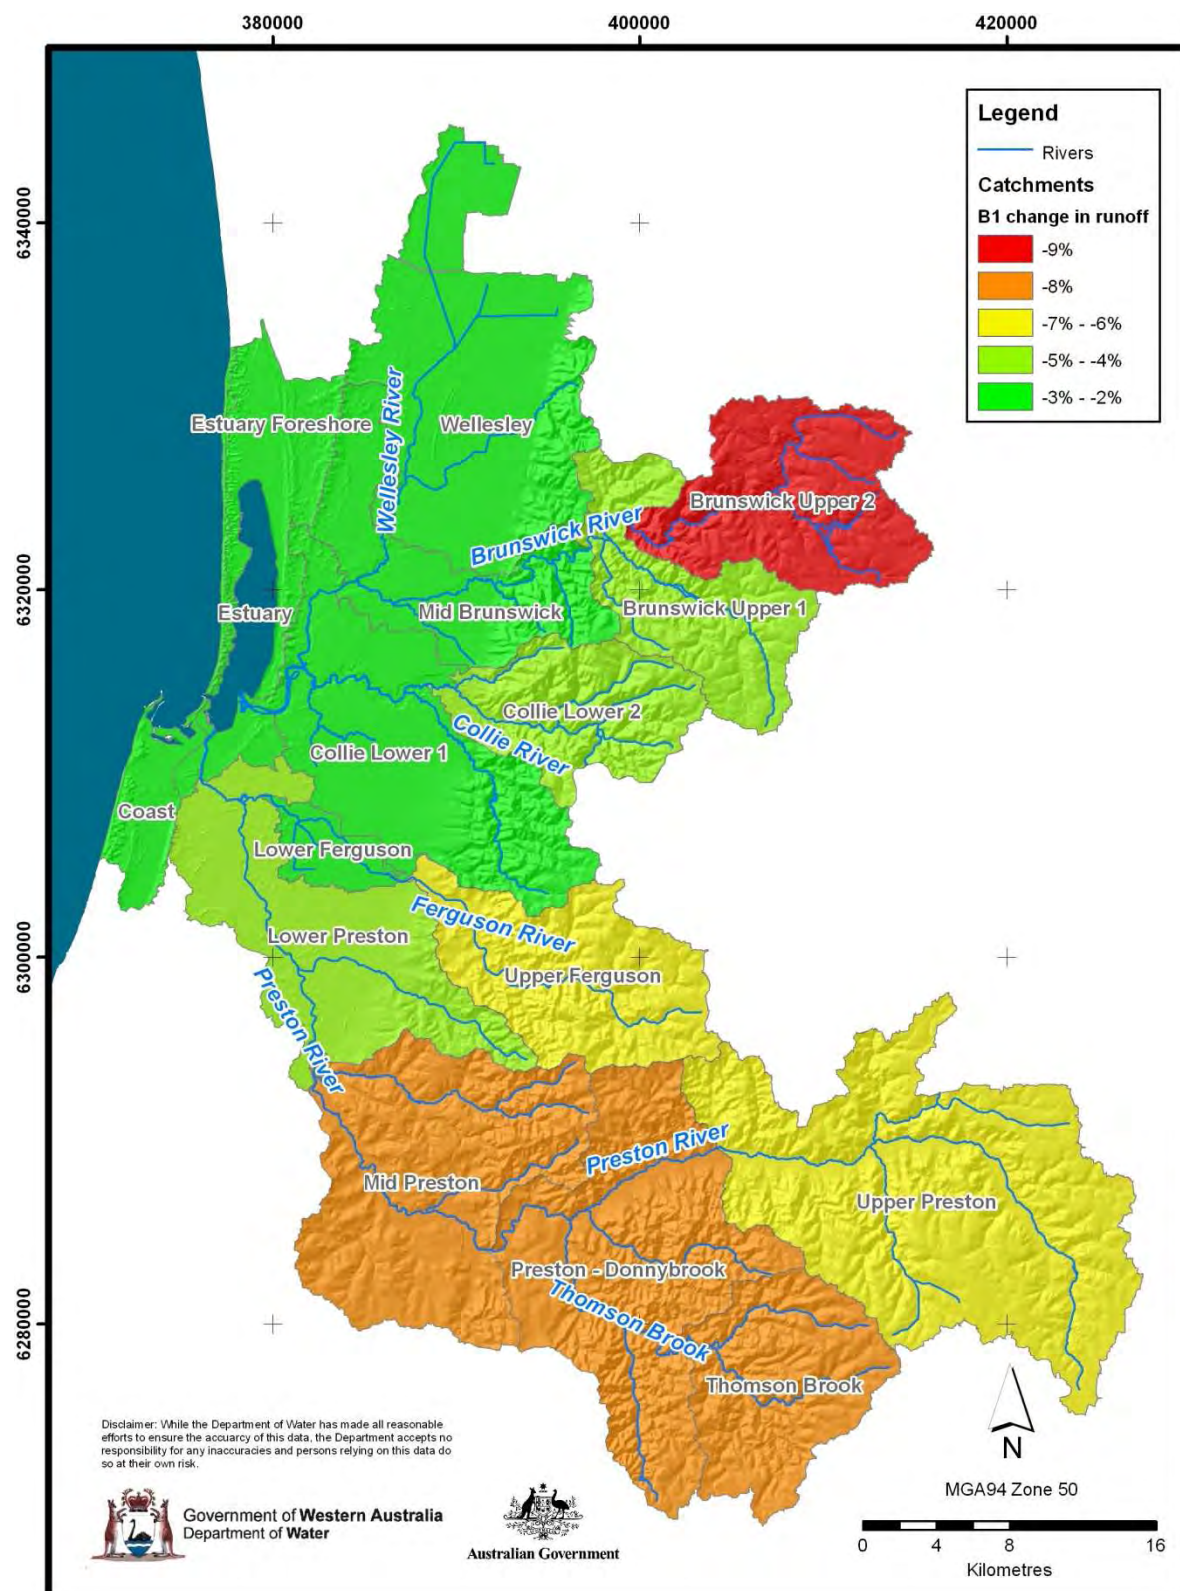 380000
400000
420000
6340000
6320000
6300000
6280000
Legend
Rivers
Catchments
B1 change in runoff
-9%
-8%
-7% - -6%
-5% - -4%
-3% - -2%
Estuary Foreshore
Wellesley River
Wellesley
Brunswick Upper 2
Brunswick River
Estuary
Mid Brunswick
Brunswick Upper 1
Collie Lower 2
Collie River
Collie Lower 1
Coast
Lower Ferguson
Ferguson River
Lower Preston
Upper Ferguson
Preston River
Preston River
Mid Preston
Upper Preston
Preston - Donnybrook
Thomson Brook
Thomson Brook
Disclaimer: While the Department of Water has made all reasonable
efforts to ensure the accuarcy of this data, the Department accepts no
responsibility for any inaccuracies and persons relying on this data do
so at their own risk.
Government of Western Australia
Department of Water
Australian Government
N
MGA94 Zone 50
0 4 8 16
Kilometres